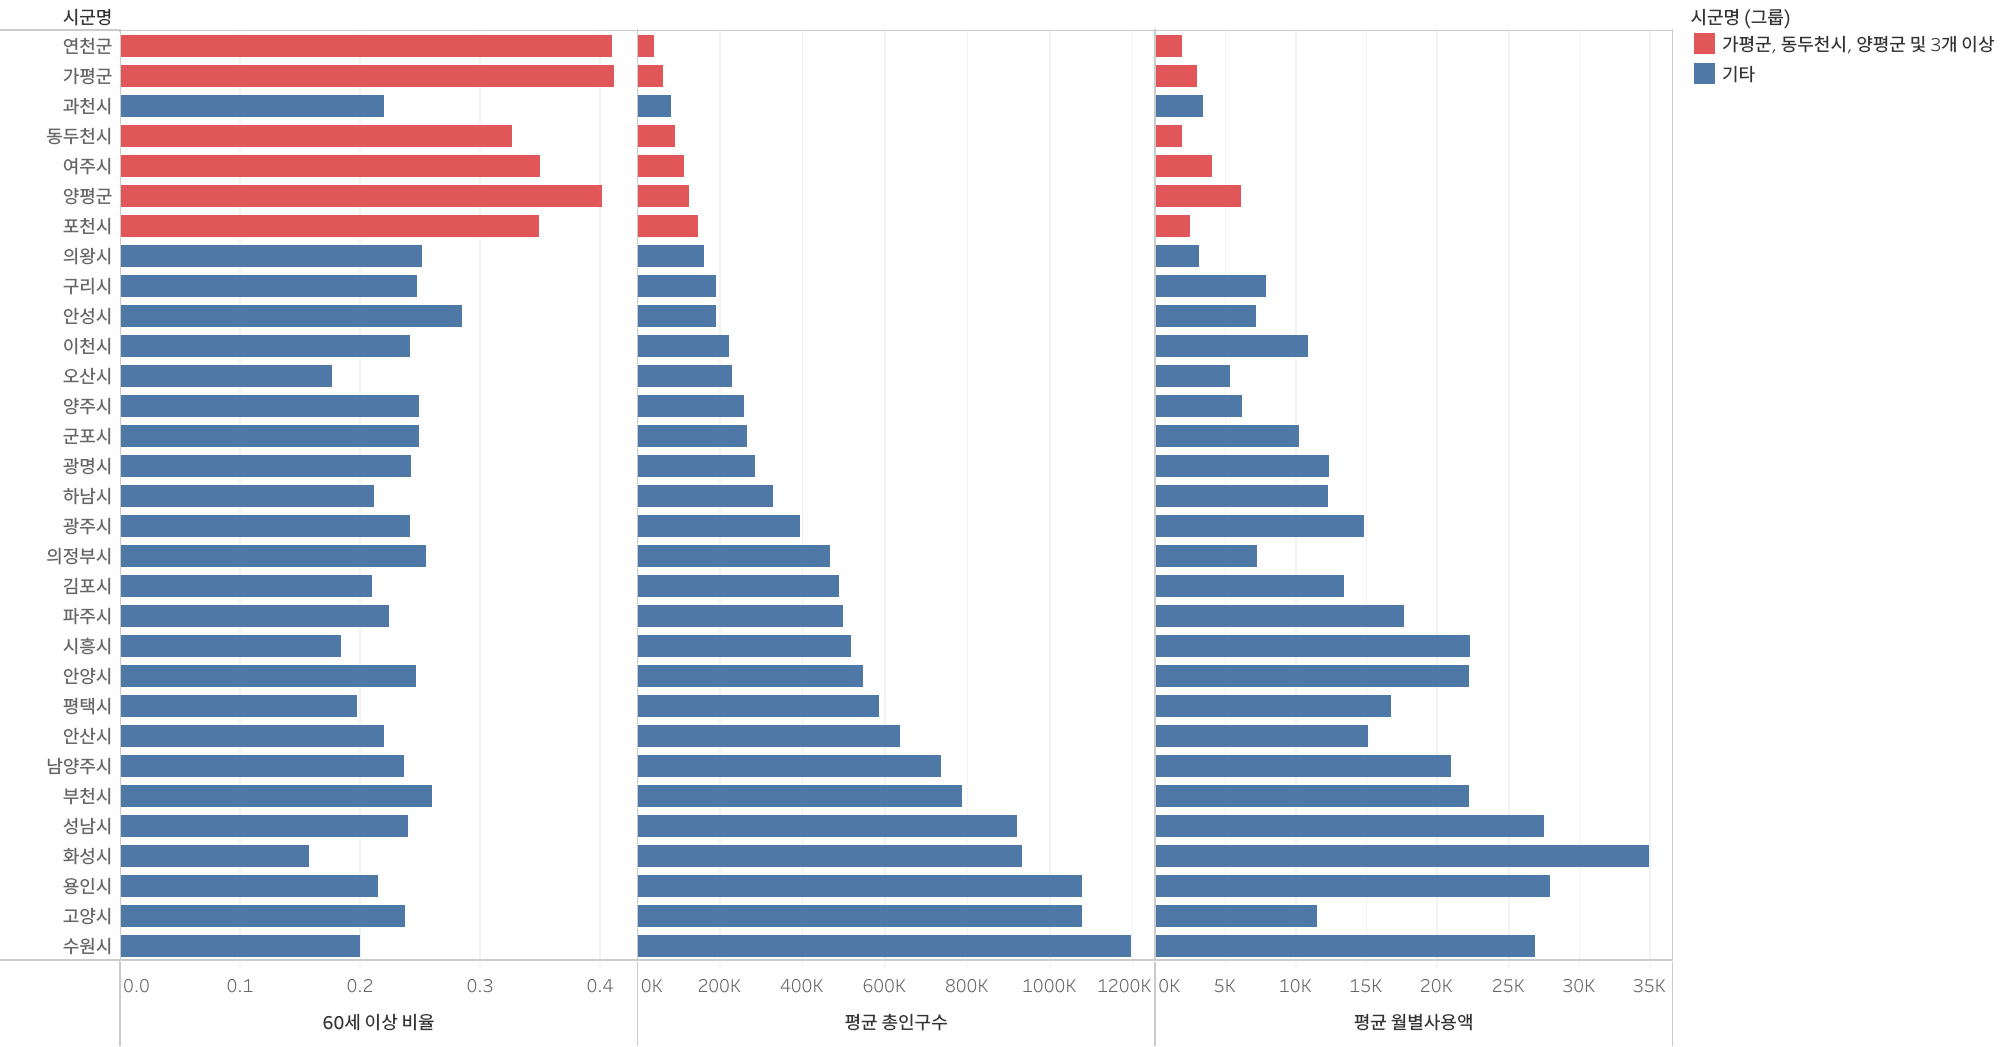 시군명
연천군
가평군
과천시
동두천시
여주시
양평군
포천시
의왕시
구리시
안성시
이천시
오산시
양주시
군포시
광명시
하남시
광주시
의정부시
김포시
파주시
시흥시
안양시
평택시
안산시
남양주시
부천시
성남시
화성시
용인시
고양시
수원시
0.0 0.1 0.2 0.3 0.4
60세 이상 비율
0K 200K 400K 600K 800K 1000K 1200K
평균 총인구수
0K 5K 10K 15K 20K 25K 30K 35K
평균 월별사용액
시군명 (그룹)
가평군, 동두천시, 양평군 및 3개 이상
기타